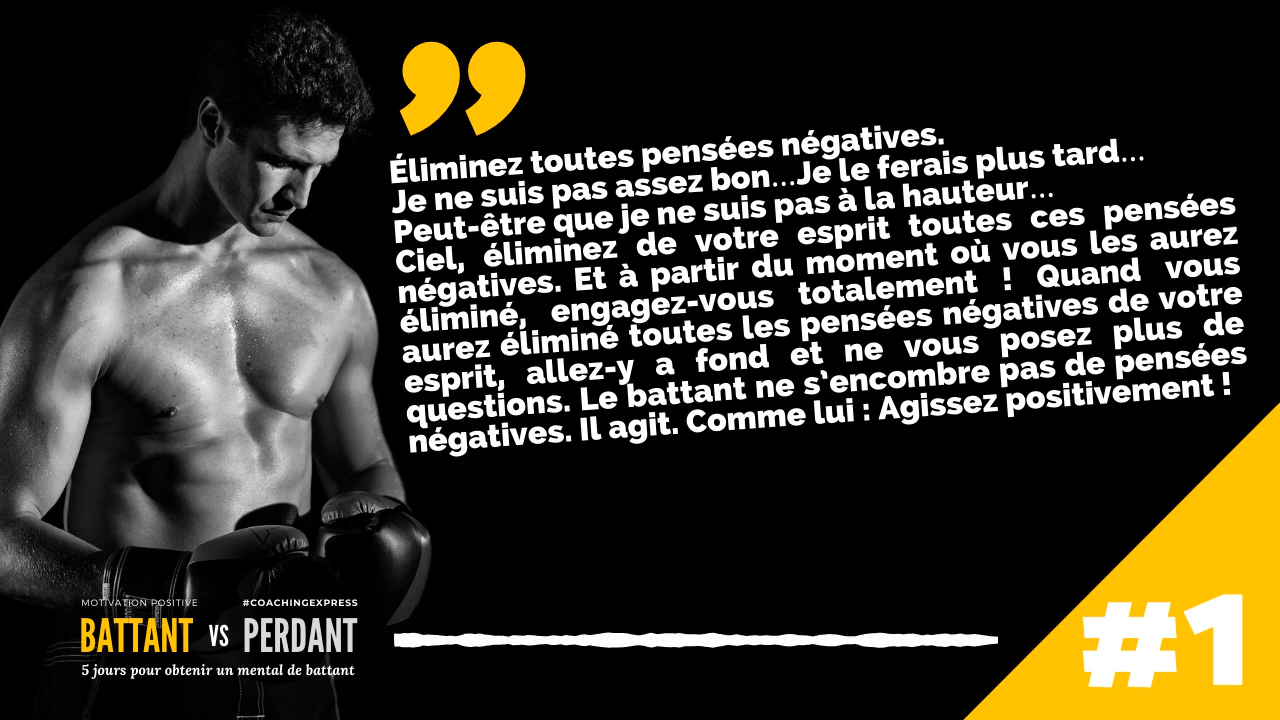 ”
Éliminez toutes pensées négatives.
Je ne suis pas assez bon...Je le ferais plus tard...
Peut-être que je ne suis pas à la hauteur...
Ciel, éliminez de votre esprit toutes ces pensées
négatives. Et à partir du moment où vous les aurez
éliminé, engagez-vous totalement ! Quand vous
aurez éliminé toutes les pensées négatives de votre
esprit, allez-y a fond et ne vous posez plus de
questions. Le battant ne s’encombre pas de pensées
négatives. Il agit. Comme lui : Agissez positivement !
MOTIVATION POSITIVE #COACHINGEXPRESS
BATTANT VS PERDANT
5 jours pour obtenir un mental de battant
#1